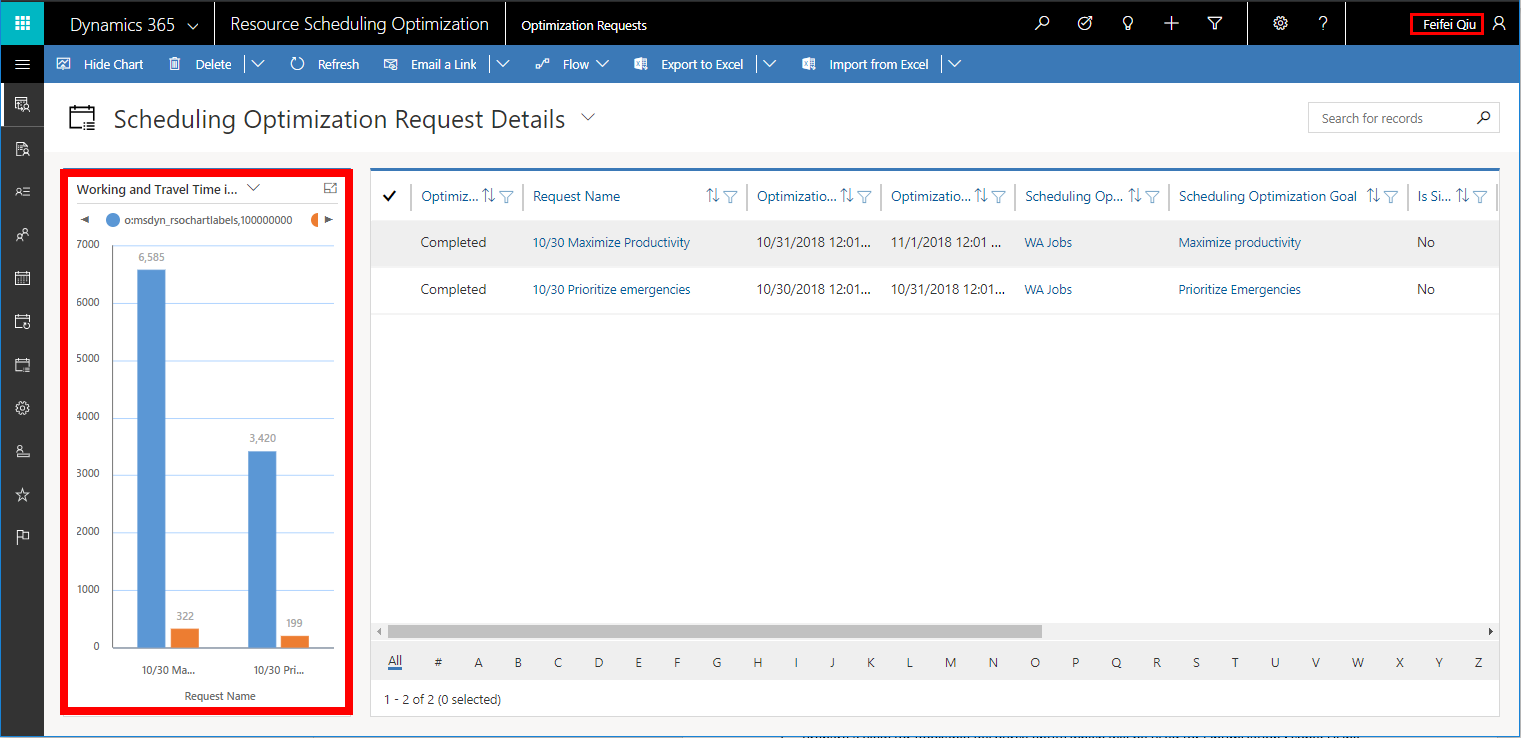 Dynamics 365 Resource Scheduling Optimization Optimization Requests Feifei Qiu
Hide Chart Delete Refresh Email a Link Flow Export to Excel Import from Excel
Scheduling Optimization Request Details
Search for records
Working and Travel Time i...
o:msdyn_rsochartlabels,100000000
7000
6,585
6000
5000
4000
3,420
3000
2000
1000
322
199
0
10/30 Ma... 10/30 Pri...
Request Name
Optimiz... Request Name Optimizatio... Optimizatio... Scheduling Op... Scheduling Optimization Goal Is Si...
Completed 10/30 Maximize Productivity 10/31/2018 12:01... 11/1/2018 12:01 ... WA Jobs Maximize productivity No
Completed 10/30 Prioritize emergencies 10/30/2018 12:01... 10/31/2018 12:01... WA Jobs Prioritize Emergencies No
All # A B C D E F G H I J K L M N O P Q R S T U V W X Y Z
1 - 2 of 2 (0 selected)